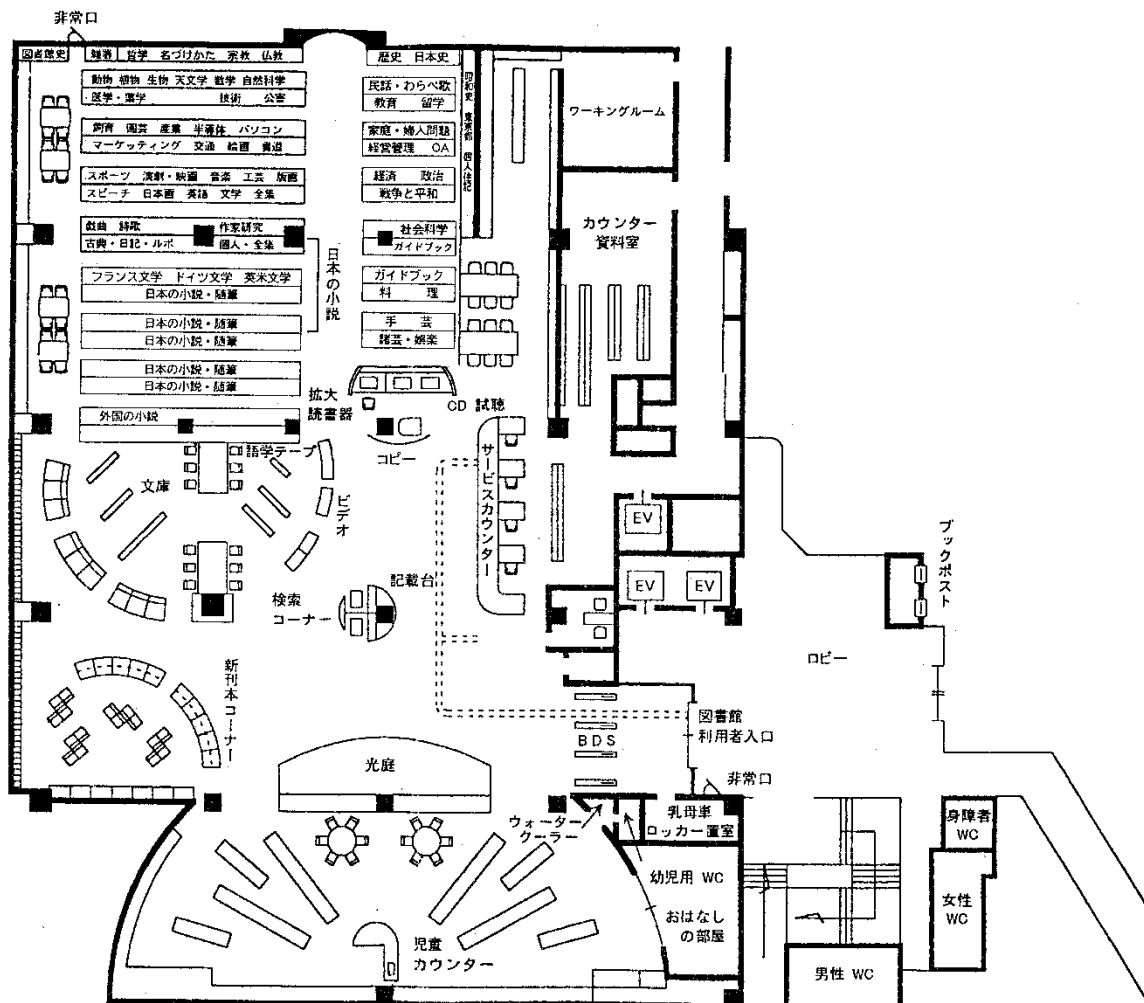 非常口
図書館史
雑著
哲学 名づけかた 宗教 仏教
動物 植物 生物 天文学 数学 自然科学
医学・薬学 技術 公害
飼育 園芸 産業 半導体 パソコン
マーケッティング 交通 絵画 書道
スポーツ 演劇・映画 音楽 工芸 版画
スピーチ 日本画 英語 文学 全集
戯曲 詩歌 作家研究
古典・日記・ルポ 個人・全集
フランス文学 ドイツ文学 英米文学
日本の小説・随筆
日本の小説・随筆
日本の小説・随筆
日本の小説・随筆
日本の小説・随筆
外国の小説
日本の小説
歴史 日本史
民話・わらべ歌
教育 留学
家庭・婦人問題
経営管理 OA
経済 政治
戦争と平和
社会科学
ガイドブック
ガイドブック
料理
手芸
諸芸・娯楽
昭和史 東京都 個人伝記
ワーキングルーム
カウンター
資料室
拡大
読書器
CD 試聴
コピー
語学テープ
文庫
ビデオ
サービスカウンター
記載台
検索
コーナー
新刊本コーナー
EV
EV
EV
ブックポスト
ロビー
図書館
利用者入口
BDS
非常口
光庭
ウォーター
クーラー
乳母車
ロッカー置室
幼児用 WC
おはなし
の部屋
児童
カウンター
身障者
WC
女性
WC
男性 WC